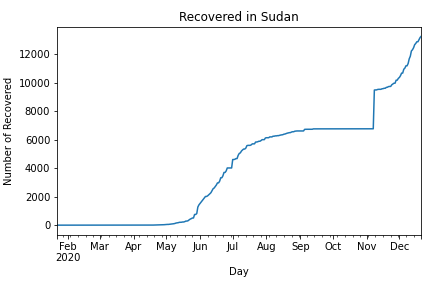 Recovered in Sudan
Number of Recovered
12000
10000
8000
6000
4000
2000
0
Feb Mar Apr May Jun Jul Aug Sep Oct Nov Dec
2020
Day